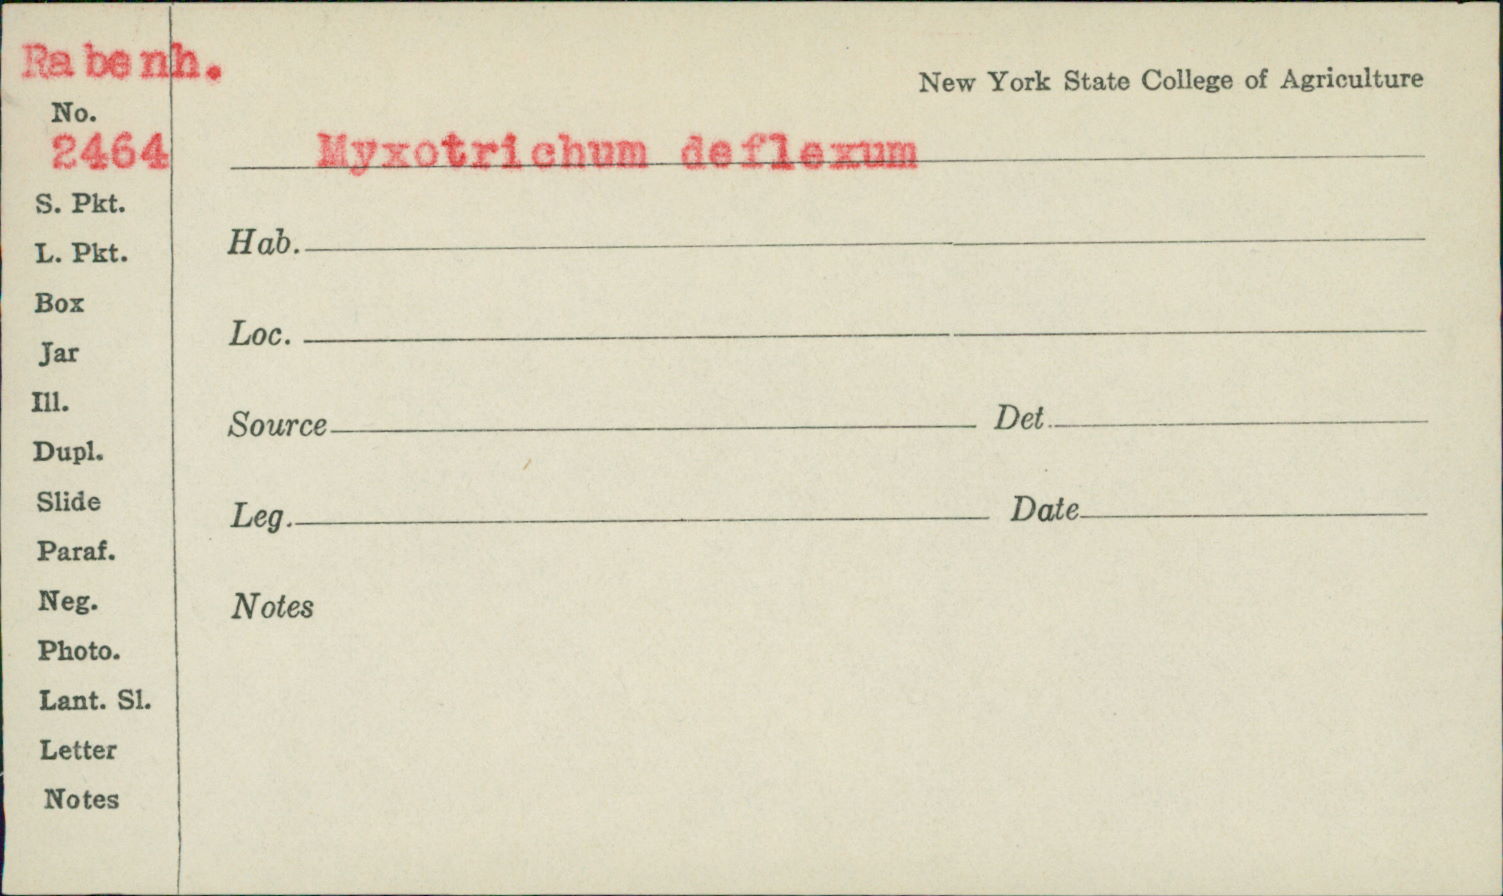 Rabenh.
New York State College of Agriculture
No.
2464
Myxotrichum deflexum
S. Pkt.
L. Pkt.
Box
Jar
Ill.
Dupl.
Slide
Paraf.
Neg.
Photo.
Lant. Sl.
Letter
Notes
Hab.
Loc.
Source Det.
Leg. Date
Notes